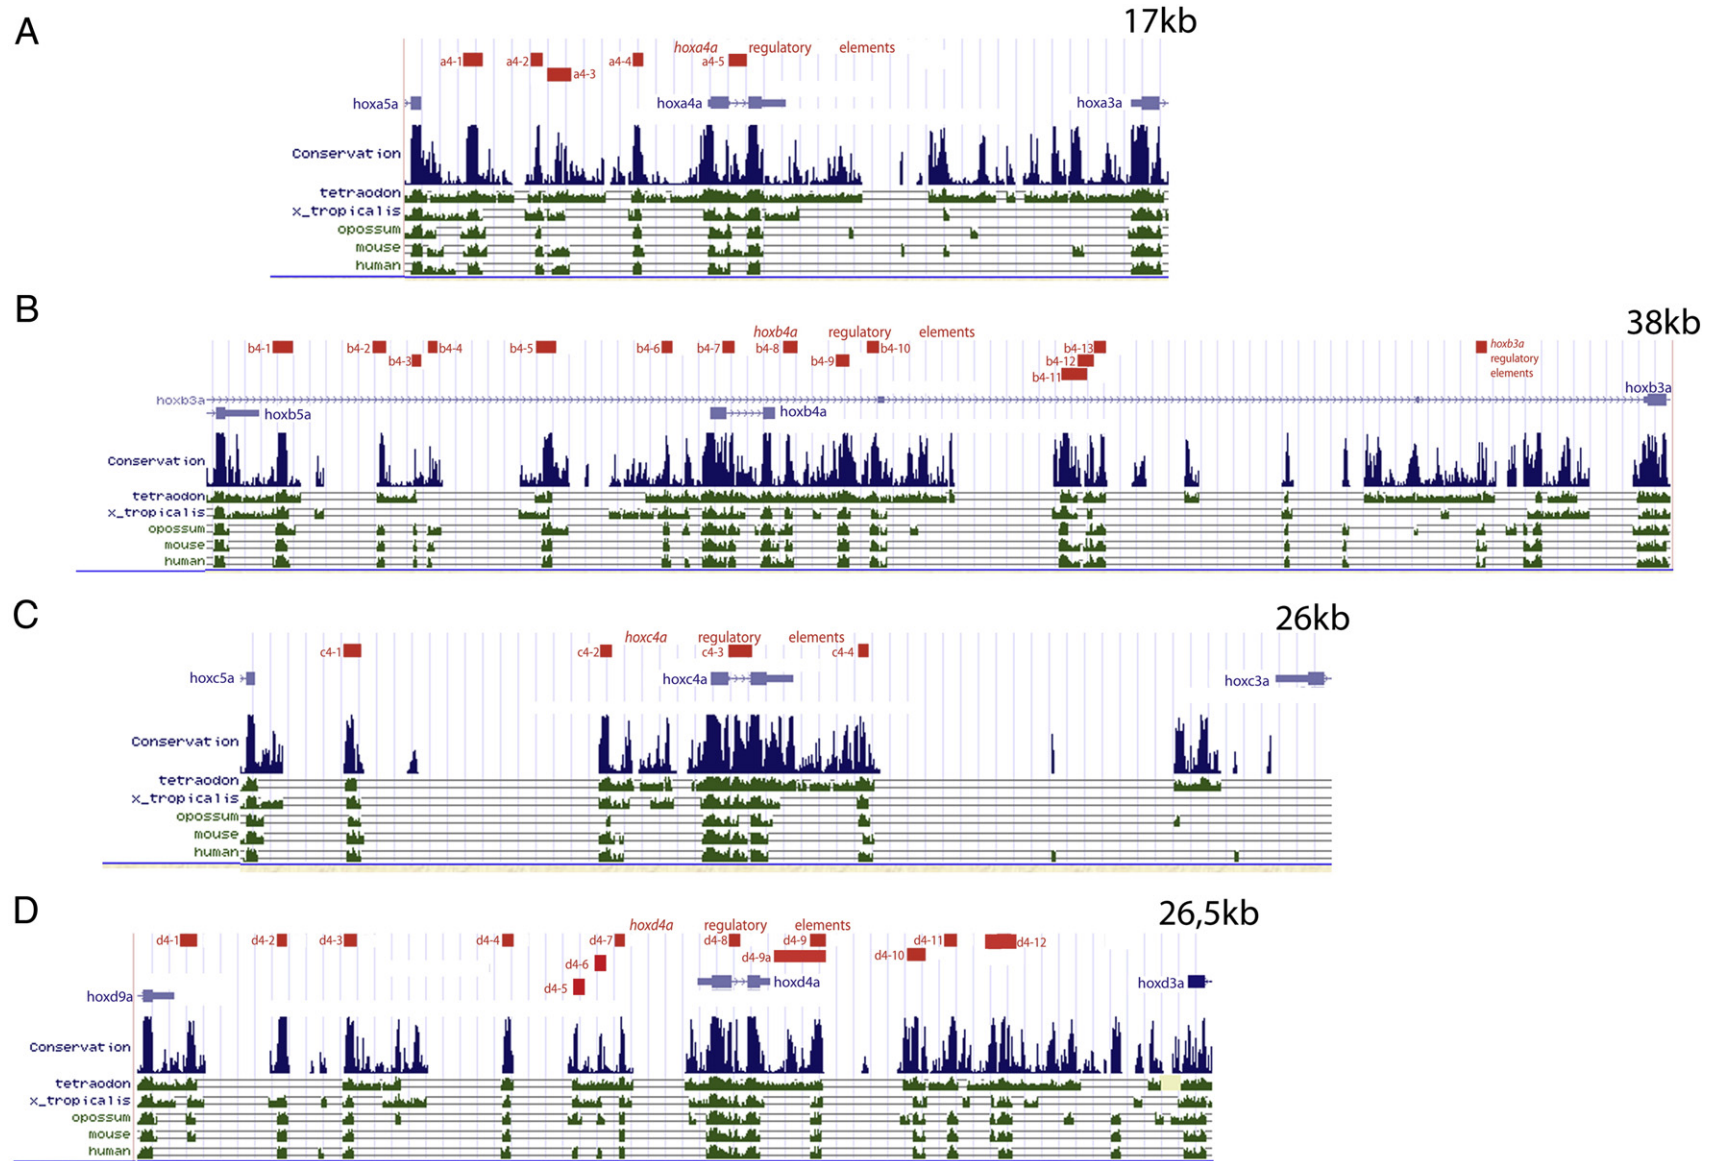 A
17kb
hoxa4a regulatory elements
a4-1 a4-2 a4-3 a4-4 a4-5
hoxa5a hoxa4a hoxa3a
Conservation
tetraodon
x_tropicalis
opossum
mouse
human
B
38kb
hoxb4a regulatory elements
b4-1 b4-2 b4-4 b4-5 b4-6 b4-7 b4-8 b4-10 b4-13 hoxb3a
b4-3 b4-9 b4-12 regulatory
b4-11 elements
hoxb3a hoxb3a
hoxb5a hoxb4a
Conservation
tetraodon
x_tropicalis
opossum
mouse
human
C
26kb
hoxc4a regulatory elements
c4-1 c4-2 c4-3 c4-4
hoxc5a hoxc4a hoxc3a
Conservation
tetraodon
x_tropicalis
opossum
mouse
human
D
26,5kb
hoxd4a regulatory elements
d4-1 d4-2 d4-3 d4-4 d4-7 d4-8 d4-9 d4-11 d4-12
d4-6 d4-9a d4-10
d4-5 hoxd4a hoxd3a
hoxd9a
Conservation
tetraodon
x_tropicalis
opossum
mouse
human